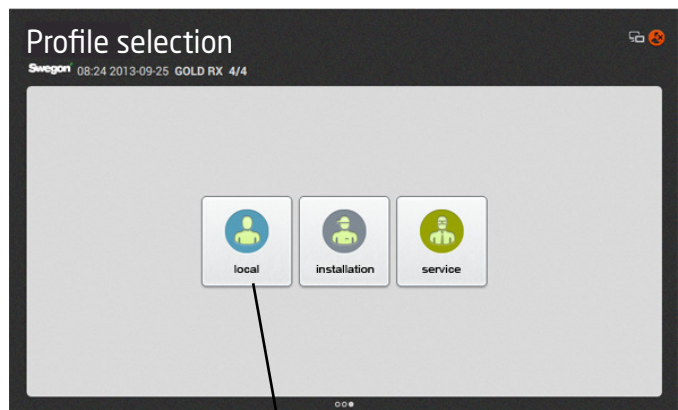 Profile selection
Swegon 08:24 2013-09-25 GOLD RX 4/4
local installation service